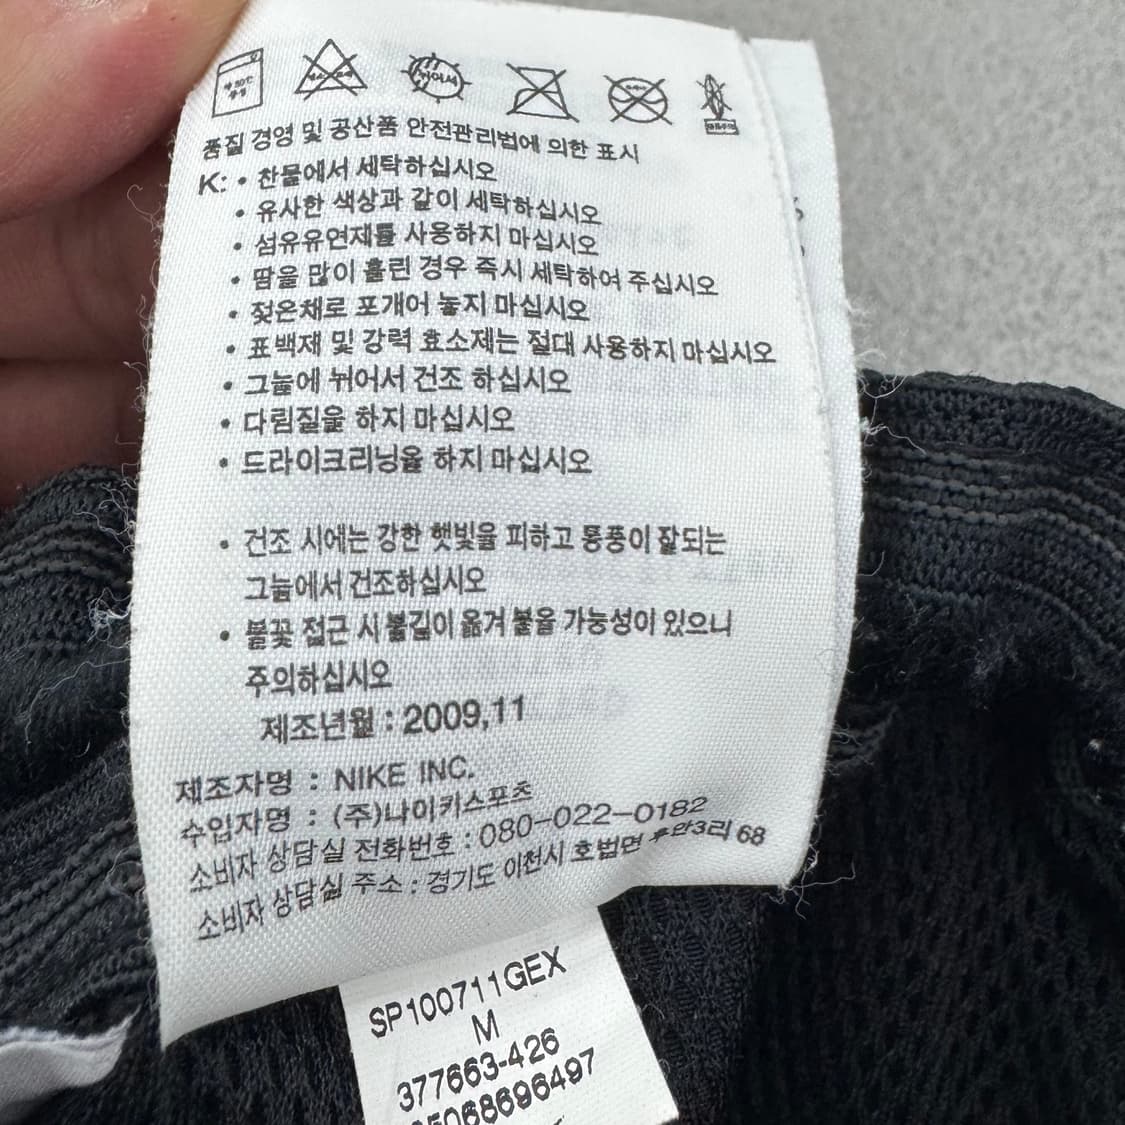 약 30℃
중성
뉘어서
품질 경영 및 공산품 안전관리법에 의한 표시
K: • 찬물에서 세탁하십시오
• 유사한 색상과 같이 세탁하십시오
• 섬유유연제를 사용하지 마십시오
• 땀을 많이 흘린 경우 즉시 세탁하여 주십시오
• 젖은채로 포개어 놓지 마십시오
• 표백제 및 강력 효소제는 절대 사용하지 마십시오
• 그늘에 뉘어서 건조 하십시오
• 다림질을 하지 마십시오
• 드라이크리닝을 하지 마십시오
• 건조 시에는 강한 햇빛을 피하고 통풍이 잘되는
그늘에서 건조하십시오
• 불꽃 접근 시 불길이 옮겨 붙을 가능성이 있으니
주의하십시오
제조년월 : 2009,11
제조자명 : NIKE INC.
수입자명 : (주)나이키스포츠
소비자 상담실 전화번호 : 080-022-0182
소비자 상담실 주소 : 경기도 이천시 호법면 후안3리 68
SP100711GEX
M
377663-426